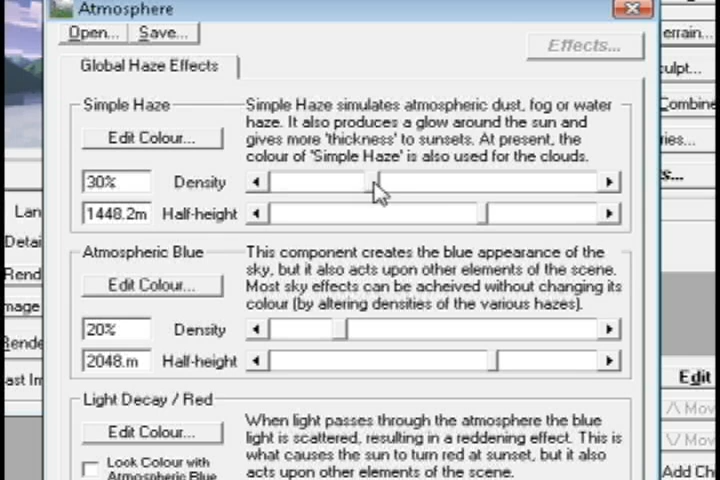 Atmosphere
Open... Save...
Effects...
Global Haze Effects
Simple Haze
Simple Haze simulates atmospheric dust, fog or water
haze. It also produces a glow around the sun and
gives more 'thickness' to sunsets. At present, the
colour of 'Simple Haze' is also used for the clouds.
Edit Colour...
30% Density
1448.2m Half-height
Atmospheric Blue
This component creates the blue appearance of the
sky, but it also acts upon other elements of the scene.
Most sky effects can be acheived without changing its
colour (by altering densities of the various hazes).
Edit Colour...
20% Density
2048.m Half-height
Light Decay / Red
When light passes through the atmosphere the blue
light is scattered, resulting in a reddening effect. This is
what causes the sun to turn red at sunset, but it also
acts upon other elements of the scene.
Edit Colour...
Look Colour with
Atmospheric Blue
Lan
Detai
Rend
mage
Rende
ast Im
errain...
culpt...
Combine
ries...
s...
Edit
/\ Mov
\/ Mov
Add Ch